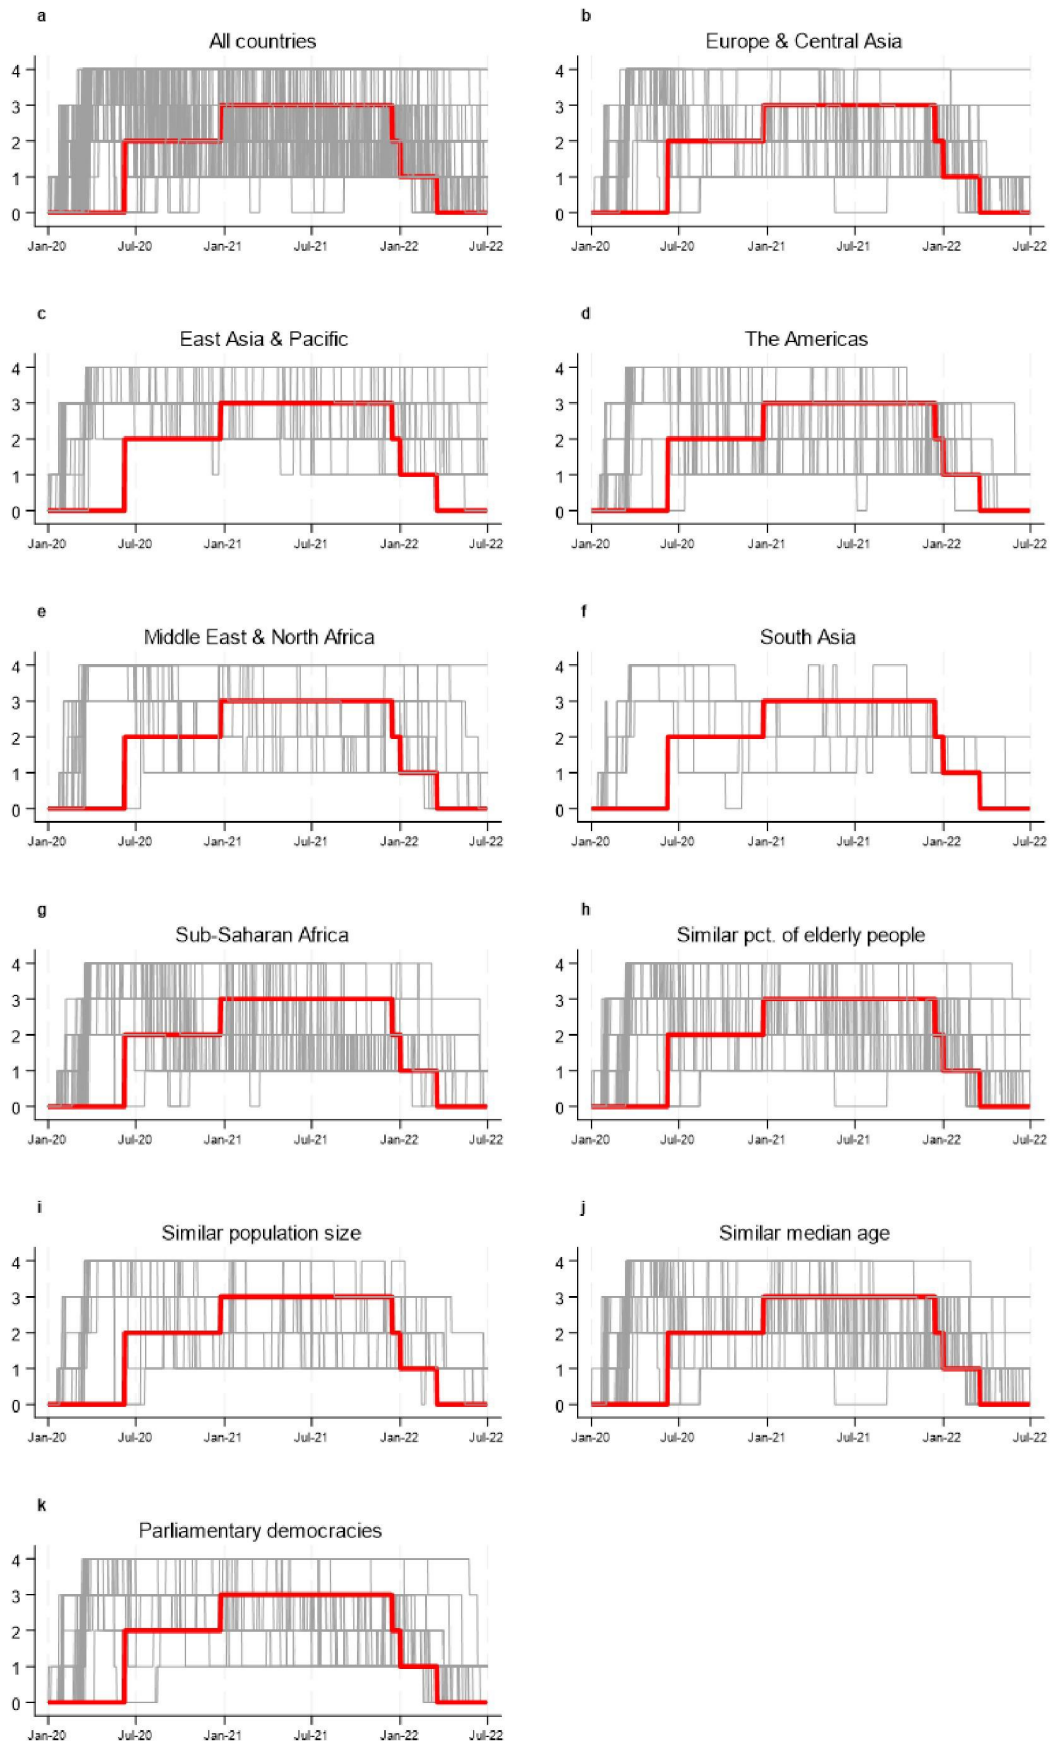 a b
All countries Europe & Central Asia
4 4
3 3
2 2
1 1
0 0
Jan-20 Jul-20 Jan-21 Jul-21 Jan-22 Jul-22 Jan-20 Jul-20 Jan-21 Jul-21 Jan-22 Jul-22
c d
East Asia & Pacific The Americas
4 4
3 3
2 2
1 1
0 0
Jan-20 Jul-20 Jan-21 Jul-21 Jan-22 Jul-22 Jan-20 Jul-20 Jan-21 Jul-21 Jan-22 Jul-22
e f
Middle East & North Africa South Asia
4 4
3 3
2 2
1 1
0 0
Jan-20 Jul-20 Jan-21 Jul-21 Jan-22 Jul-22 Jan-20 Jul-20 Jan-21 Jul-21 Jan-22 Jul-22
g h
Sub-Saharan Africa Similar pct. of elderly people
4 4
3 3
2 2
1 1
0 0
Jan-20 Jul-20 Jan-21 Jul-21 Jan-22 Jul-22 Jan-20 Jul-20 Jan-21 Jul-21 Jan-22 Jul-22
i j
Similar population size Similar median age
4 4
3 3
2 2
1 1
0 0
Jan-20 Jul-20 Jan-21 Jul-21 Jan-22 Jul-22 Jan-20 Jul-20 Jan-21 Jul-21 Jan-22 Jul-22
k
Parliamentary democracies
4
3
2
1
0
Jan-20 Jul-20 Jan-21 Jul-21 Jan-22 Jul-22